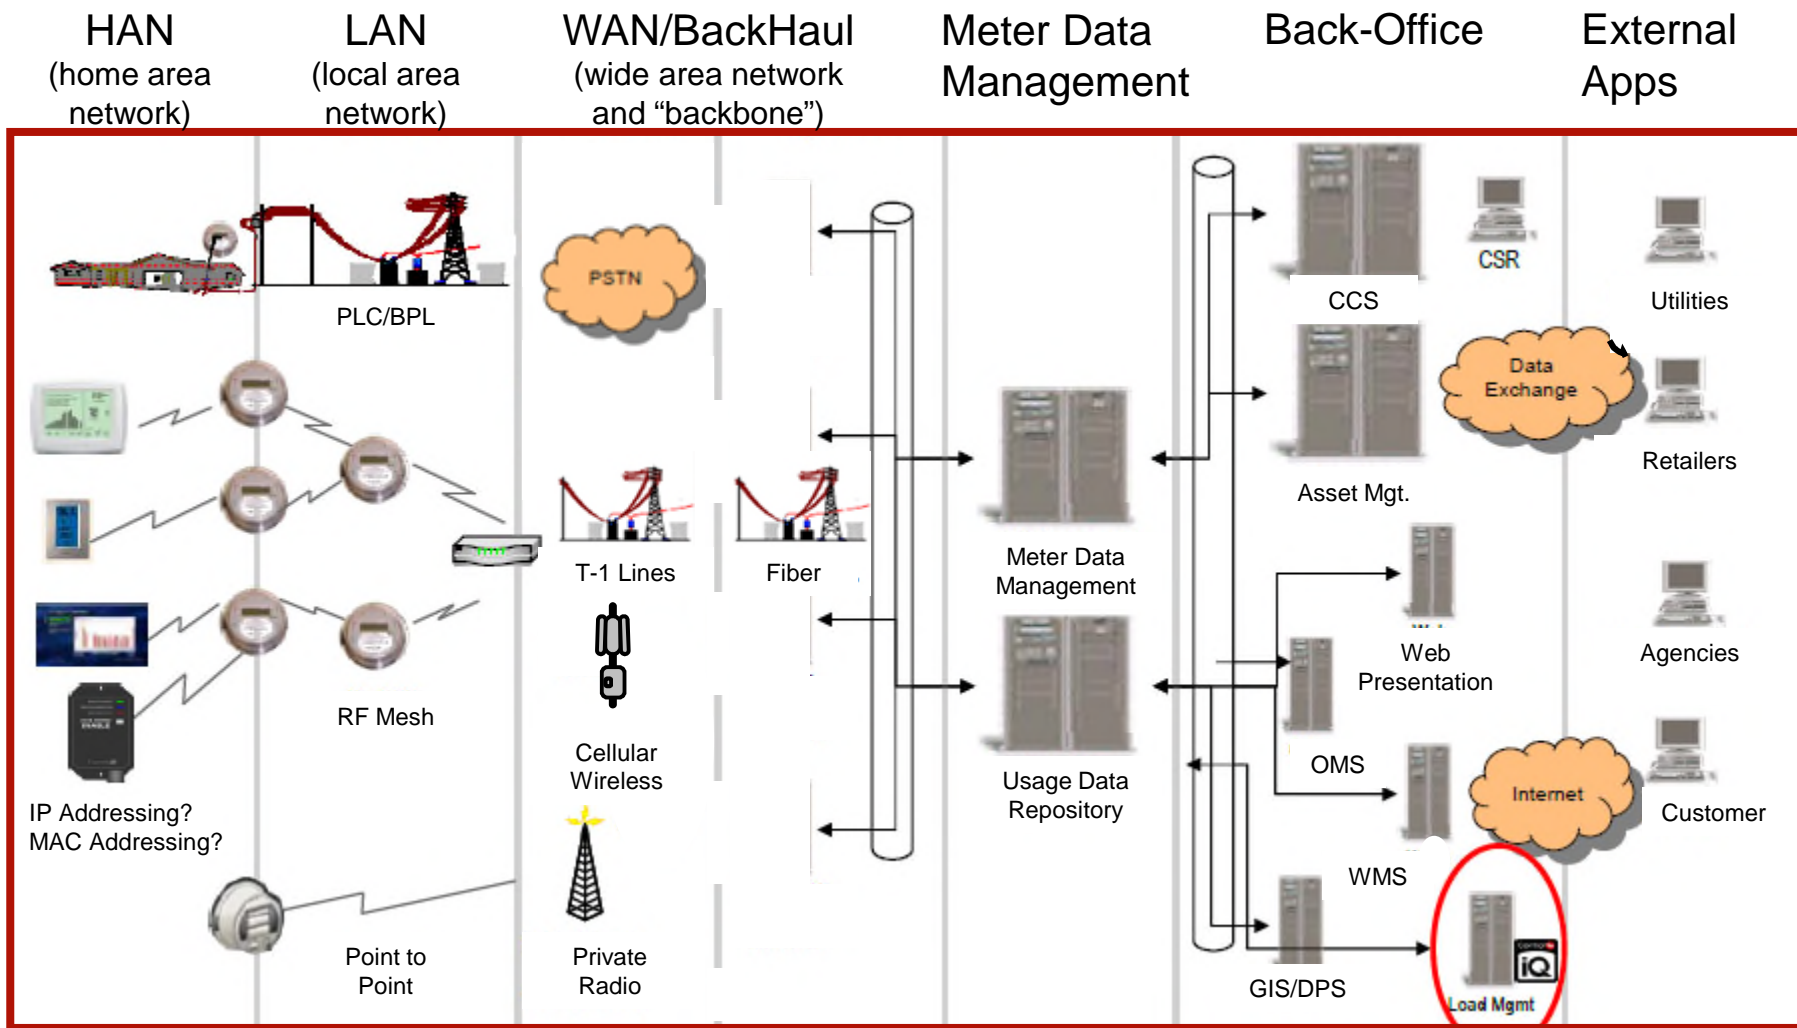 HAN
(home area
network)
LAN
(local area
network)
WAN/BackHaul
(wide area network
and “backbone”)
Meter Data
Management
Back-Office
External
Apps
PLC/BPL
PSTN
CCS
CSR
Utilities
Data
Exchange
Retailers
Asset Mgt.
T-1 Lines
Fiber
Meter Data
Management
Web
Presentation
Agencies
RF Mesh
Cellular
Wireless
Usage Data
Repository
OMS
Internet
Customer
IP Addressing?
MAC Addressing?
WMS
Point to
Point
Private
Radio
GIS/DPS
iQ
Load Mgmt